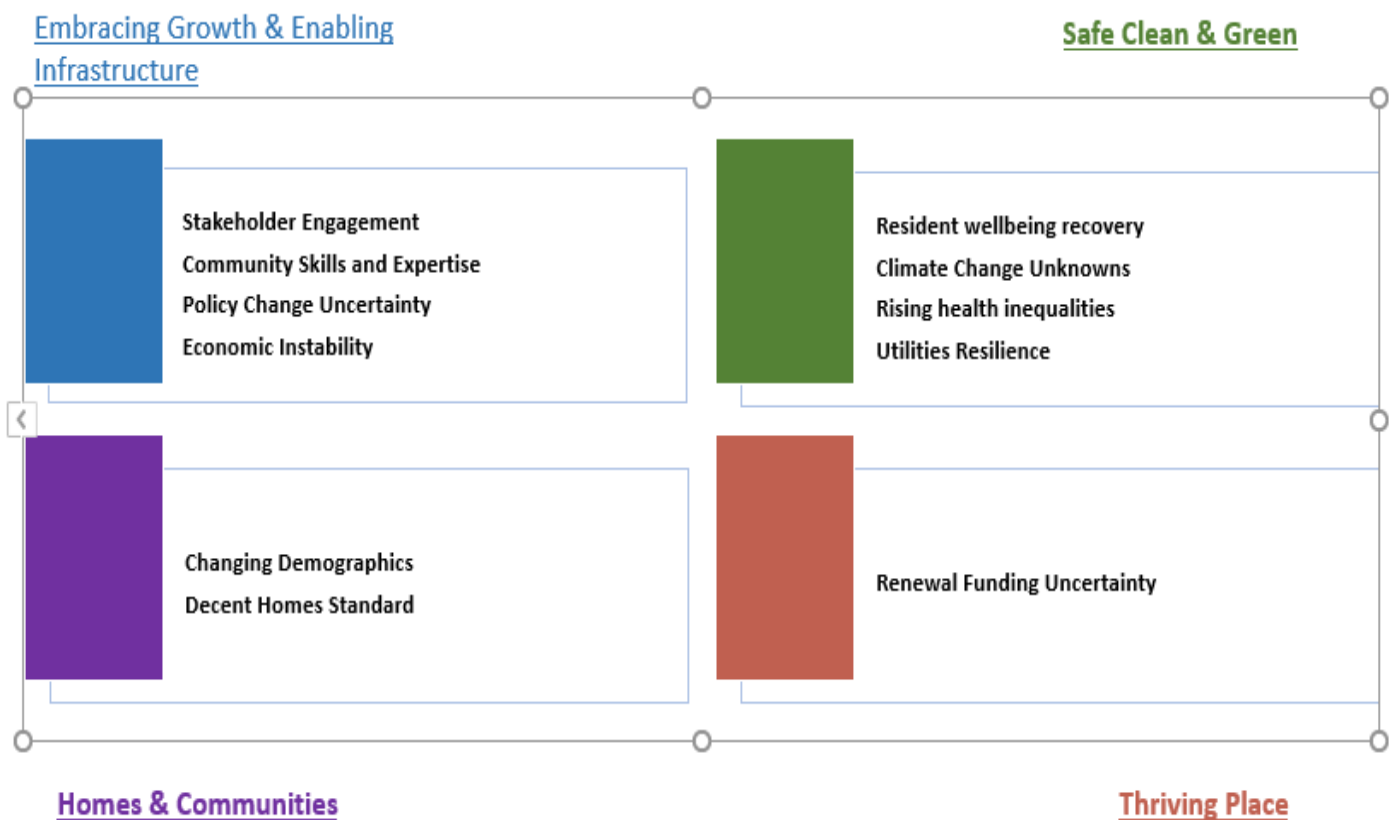 Embracing Growth & Enabling
Infrastructure
Safe Clean & Green
Stakeholder Engagement
Community Skills and Expertise
Policy Change Uncertainty
Economic Instability
Resident wellbeing recovery
Climate Change Unknowns
Rising health inequalities
Utilities Resilience
Changing Demographics
Decent Homes Standard
Renewal Funding Uncertainty
Homes & Communities
Thriving Place